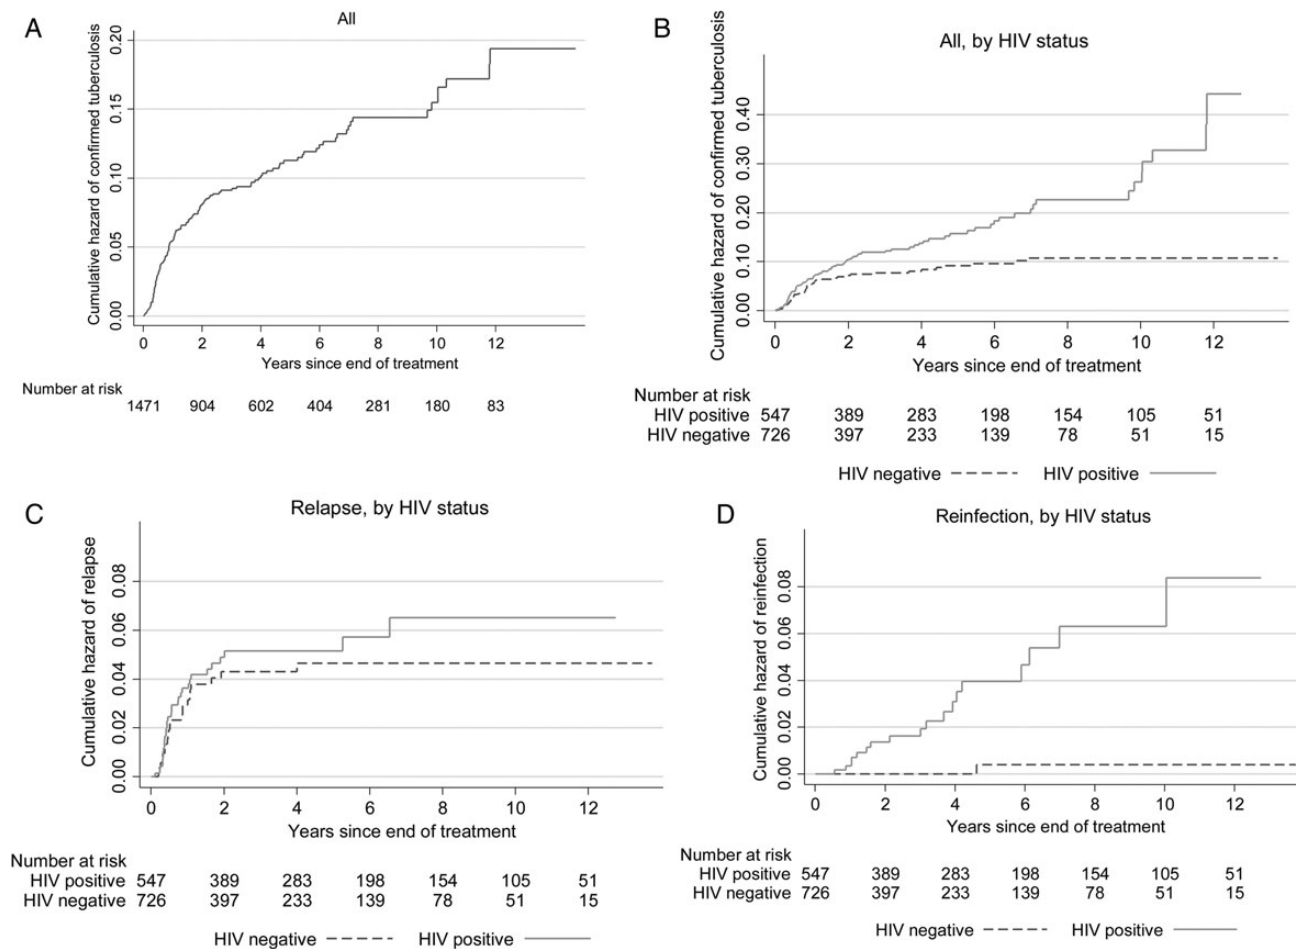 A
All
Cumulative hazard of confirmed tuberculosis
0.20
0.15
0.10
0.05
0.00
0 2 4 6 8 10 12
Years since end of treatment
Number at risk
1471 904 602 404 281 180 83
B
All, by HIV status
Cumulative hazard of confirmed tuberculosis
0.40
0.30
0.20
0.10
0.00
0 2 4 6 8 10 12
Years since end of treatment
Number at risk
HIV positive 547 389 283 198 154 105 51
HIV negative 726 397 233 139 78 51 15
HIV negative HIV positive
C
Relapse, by HIV status
Cumulative hazard of relapse
0.08
0.06
0.04
0.02
0.00
0 2 4 6 8 10 12
Years since end of treatment
Number at risk
HIV positive 547 389 283 198 154 105 51
HIV negative 726 397 233 139 78 51 15
HIV negative HIV positive
D
Reinfection, by HIV status
Cumulative hazard of reinfection
0.08
0.06
0.04
0.02
0.00
0 2 4 6 8 10 12
Years since end of treatment
Number at risk
HIV positive 547 389 283 198 154 105 51
HIV negative 726 397 233 139 78 51 15
HIV negative HIV positive